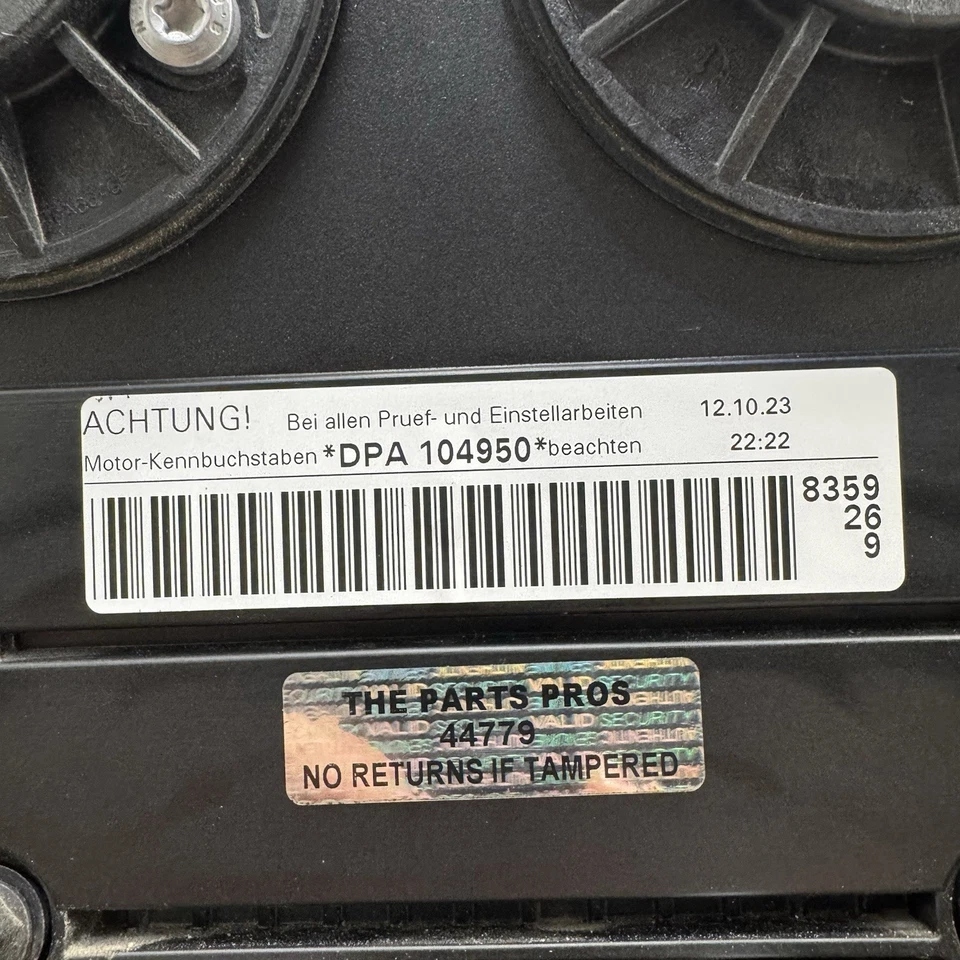 ACHTUNG! Bei allen Pruef- und Einstellarbeiten 12.10.23
Motor-Kennbuchstaben *DPA 104950* beachten 22:22
8359
26
9
THE PARTS PROS
44779
NO RETURNS IF TAMPERED